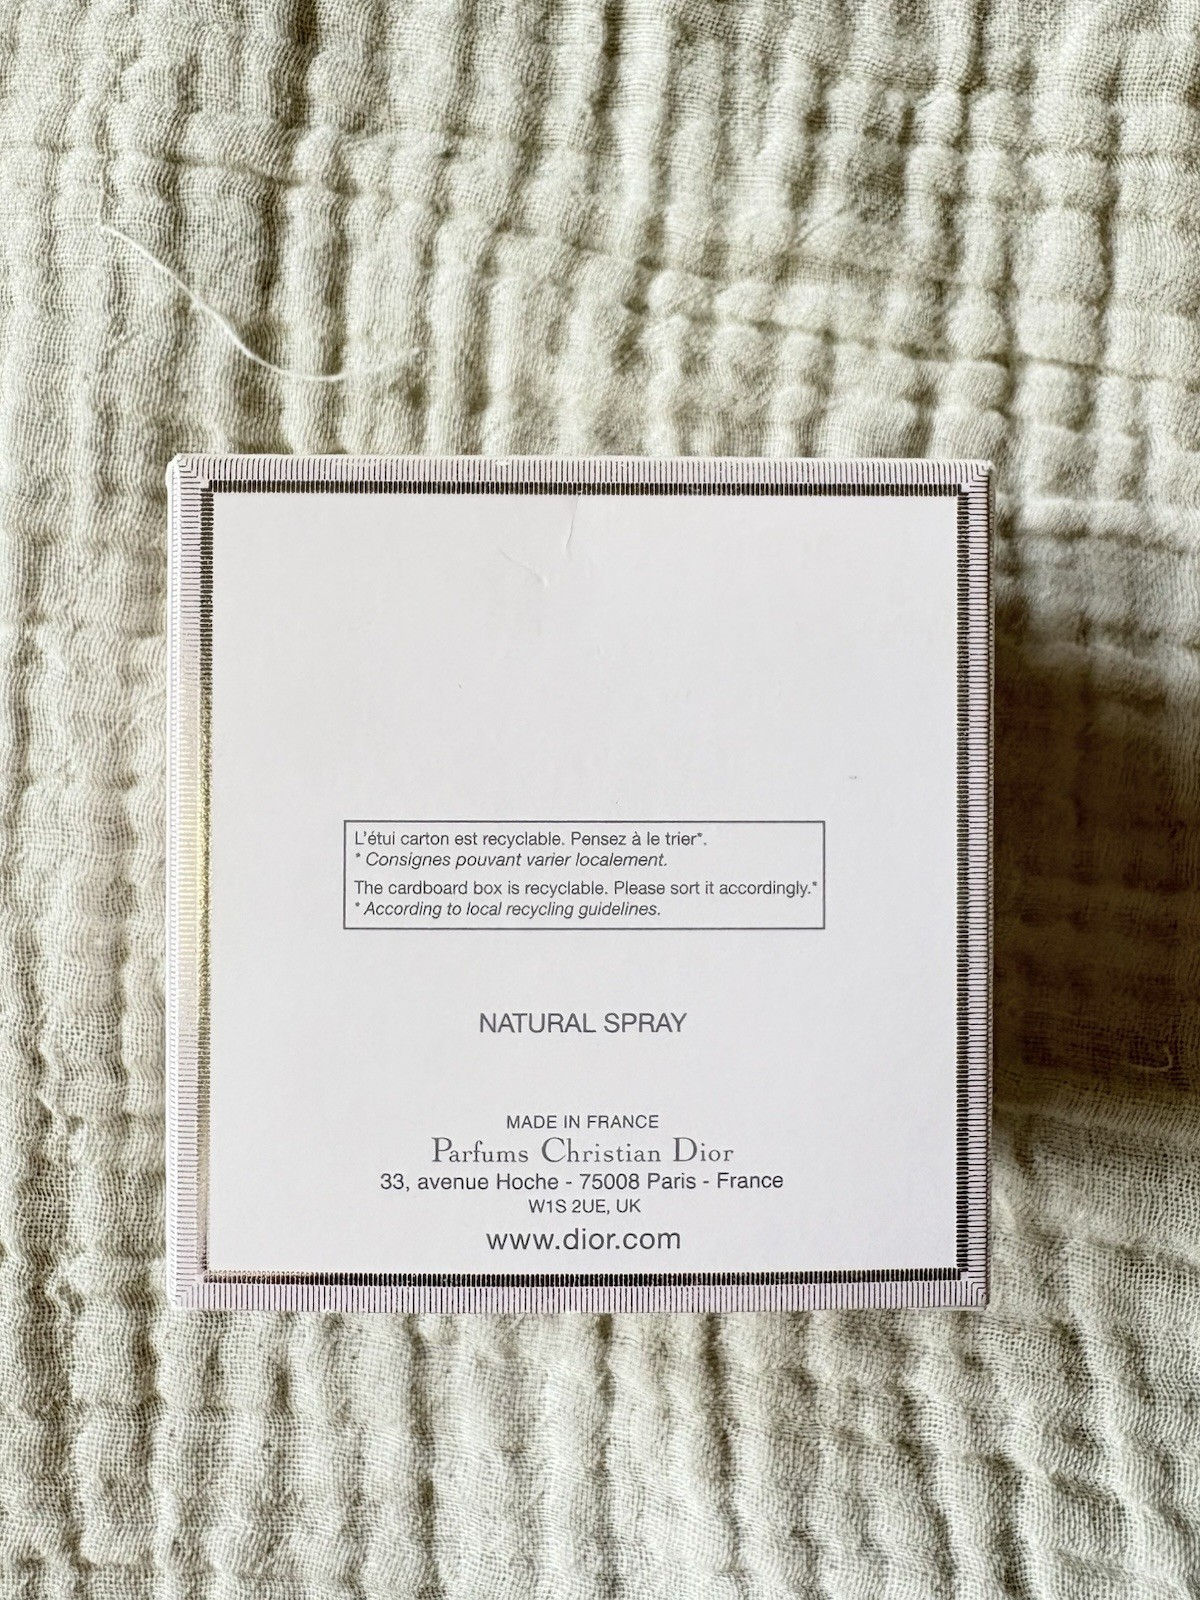 L'étui carton est recyclable. Pensez à le trier*.
* Consignes pouvant varier localement.
The cardboard box is recyclable. Please sort it accordingly.*
* According to local recycling guidelines.
NATURAL SPRAY
MADE IN FRANCE
Parfums Christian Dior
33, avenue Hoche - 75008 Paris - France
W1S 2UE, UK
www.dior.com